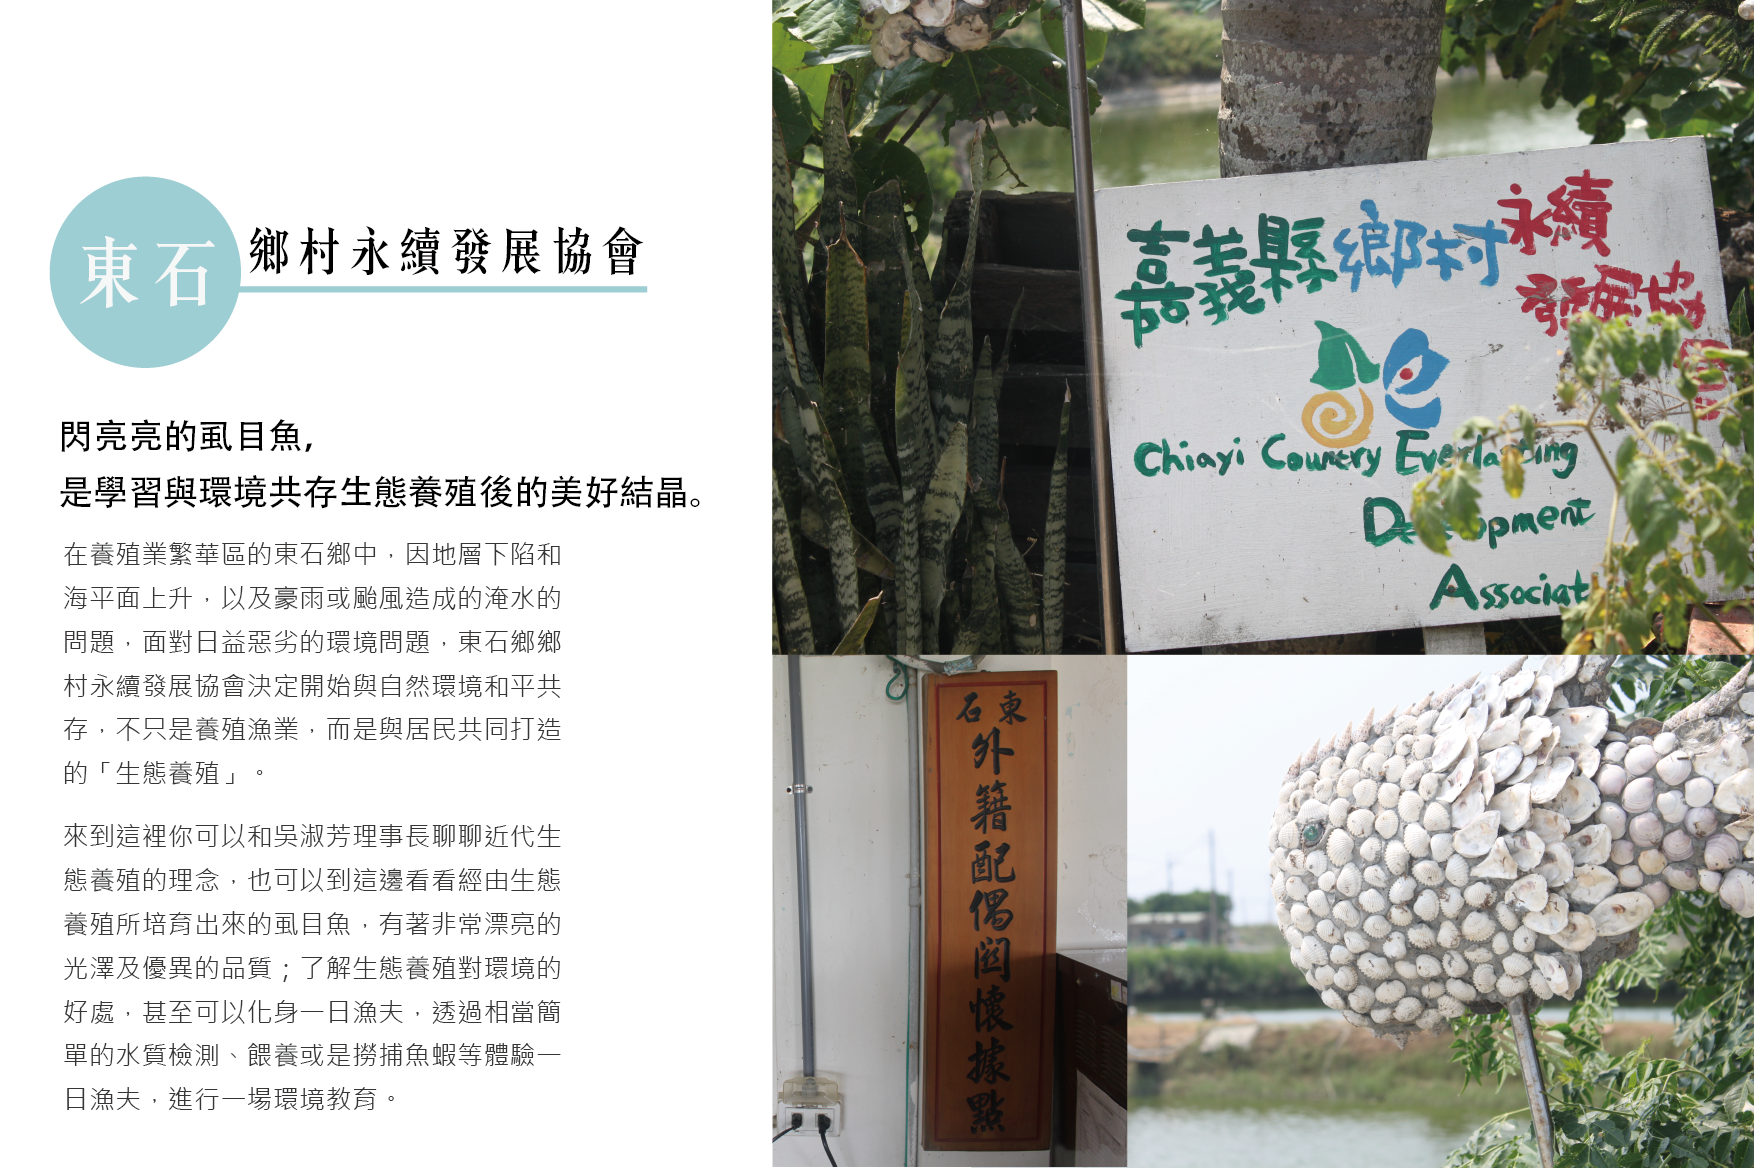 東石
鄉村永續發展協會
閃亮亮的虱目魚,
是學習與環境共存生態養殖後的美好結晶。
在養殖業繁華區的東石鄉中，因地層下陷和
海平面上升，以及豪雨或颱風造成的淹水的
問題，面對日益惡劣的環境問題，東石鄉鄉
村永續發展協會決定開始與自然環境和平共
存，不只是養殖漁業，而是與居民共同打造
的「生態養殖」。
來到這裡你可以和吳淑芳理事長聊聊近代生
態養殖的理念，也可以到這邊看看經由生態
養殖所培育出來的虱目魚，有著非常漂亮的
光澤及優異的品質；了解生態養殖對環境的
好處，甚至可以化身一日漁夫，透過相當簡
單的水質檢測、餵養或是撈捕魚蝦等體驗一
日漁夫，進行一場環境教育。
嘉義縣鄉村永續
發展協
會
Chiayi Country Everlasting
Development
Associat
東石
外籍配偶関懷據點